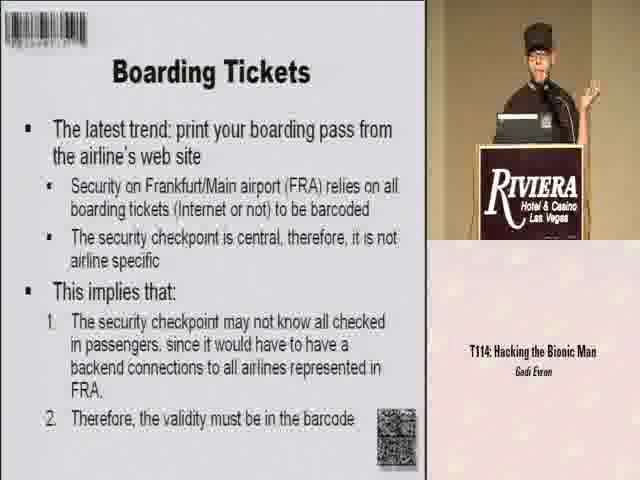 Boarding Tickets
The latest trend: print your boarding pass from
the airline's web site
Security on Frankfurt/Main airport (FRA) relies on all
boarding tickets (Internet or not) to be barcoded
The security checkpoint is central, therefore, it is not
airline specific
This implies that:
1. The security checkpoint may not know all checked
in passengers, since it would have to have a
backend connections to all airlines represented in
FRA.
2. Therefore, the validity must be in the barcode
RIVIERA
Hotel & Casino
Las Vegas
T114: Hacking the Bionic Man
Gadi Evron